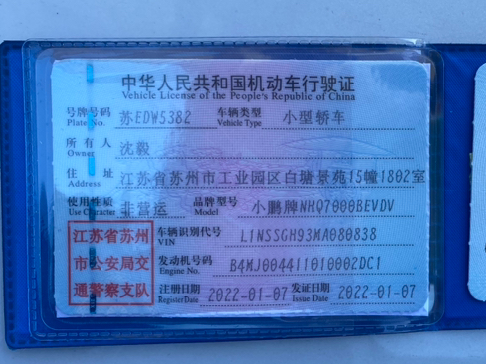 中华人民共和国机动车行驶证
Vehicle License of the People's Republic of China
号牌号码 苏EDW5382 车辆类型 小型轿车
Plate No. Vehicle Type
所有人 沈毅
Owner
住址 江苏省苏州市工业园区白塘景苑15幢1802室
Address
使用性质 非营运 品牌型号 小鹏牌NHQ7000BEVDV
Use Character Model
江苏省苏州市公安局交通警察支队
车辆识别代号 L1NSSGH93MA080838
VIN
发动机号码 B4MJ004411010002DC1
Engine No.
注册日期 2022-01-07 发证日期 2022-01-07
Register Date Issue Date